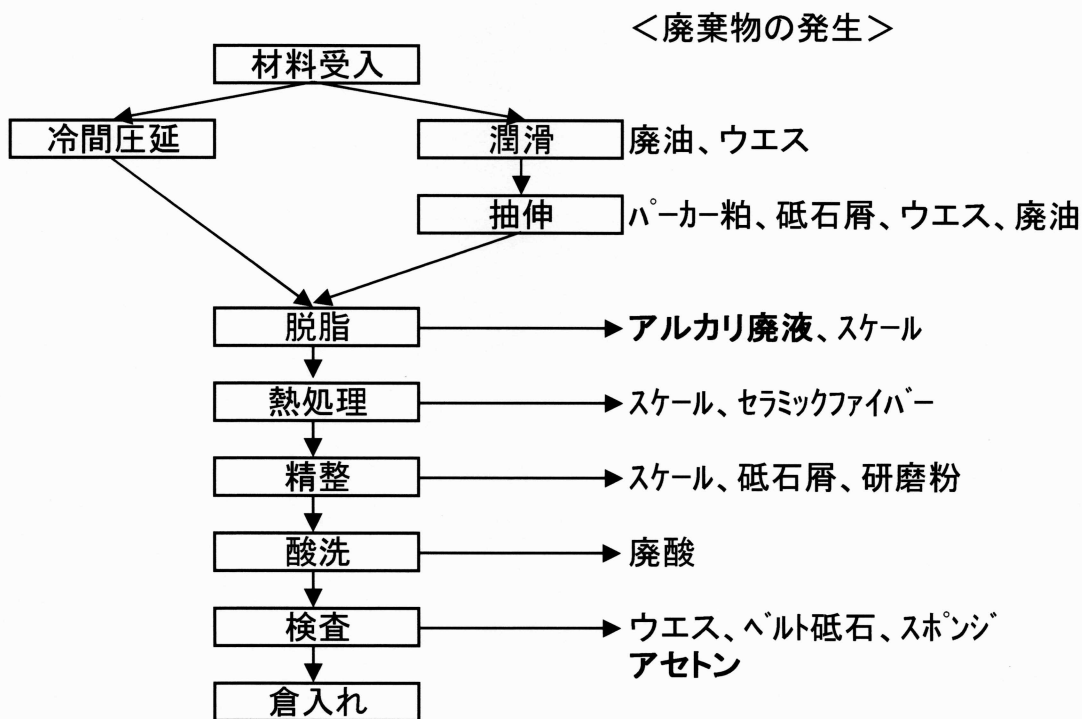 <廃棄物の発生>
材料受入
冷間圧延
潤滑 廃油、ウエス
抽伸 パーカー粕、砥石屑、ウエス、廃油
脱脂 アルカリ廃液、スケール
熱処理 スケール、セラミックファイバー
精整 スケール、砥石屑、研磨粉
酸洗 廃酸
検査 ウエス、ベルト砥石、スポンジ
アセトン
倉入れ